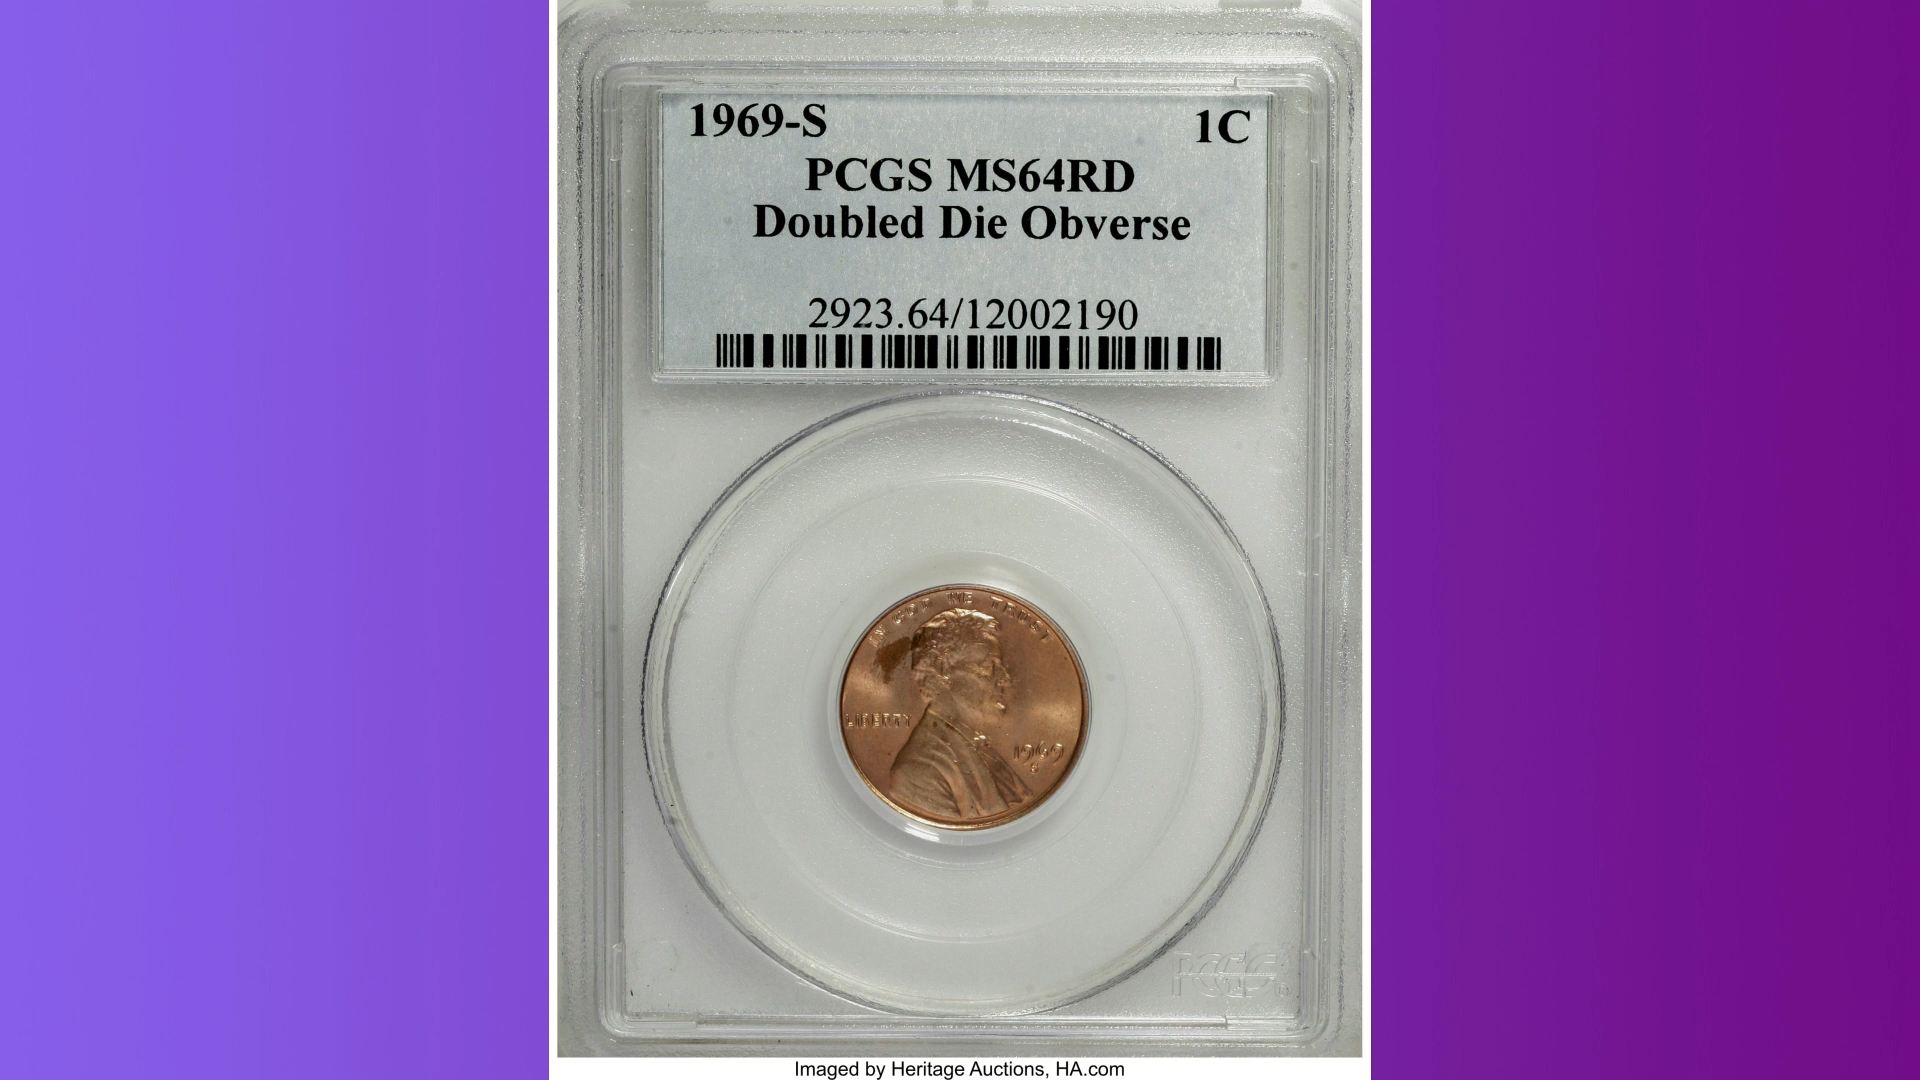 1969-S 1C
PCGS MS64RD
Doubled Die Obverse
2923.64/12002190
IN GOD WE TRUST
LIBERTY
1969
S
PCGS
Imaged by Heritage Auctions, HA.com